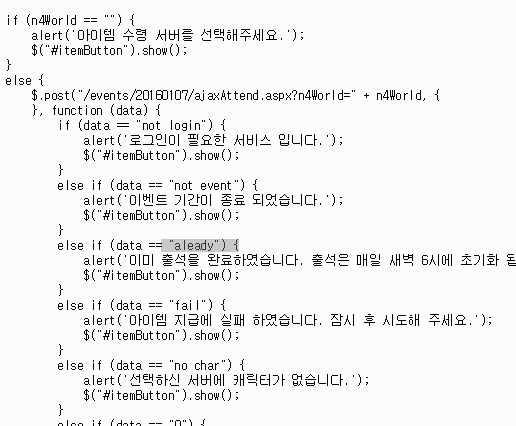 if (n4World == "") {
alert('아이템 수령 서버를 선택해주세요.');
$("#itemButton").show();
}
else {
$.post("/events/20160107/ajaxAttend.aspx?n4World=" + n4World, {
}, function (data) {
if (data == "not login") {
alert('로그인이 필요한 서비스 입니다.');
$("#itemButton").show();
}
else if (data == "not event") {
alert('이벤트 기간이 종료 되었습니다.');
$("#itemButton").show();
}
else if (data == "aleady") {
alert('이미 출석을 완료하였습니다. 출석은 매일 새벽 6시에 초기화
$("#itemButton").show();
}
else if (data == "fail") {
alert('아이템 지급에 실패 하였습니다. 잠시 후 시도해 주세요.');
$("#itemButton").show();
}
else if (data == "no char") {
alert('선택하신 서버에 캐릭터가 없습니다.');
$("#itemButton").show();
}
else if (data == "0") {